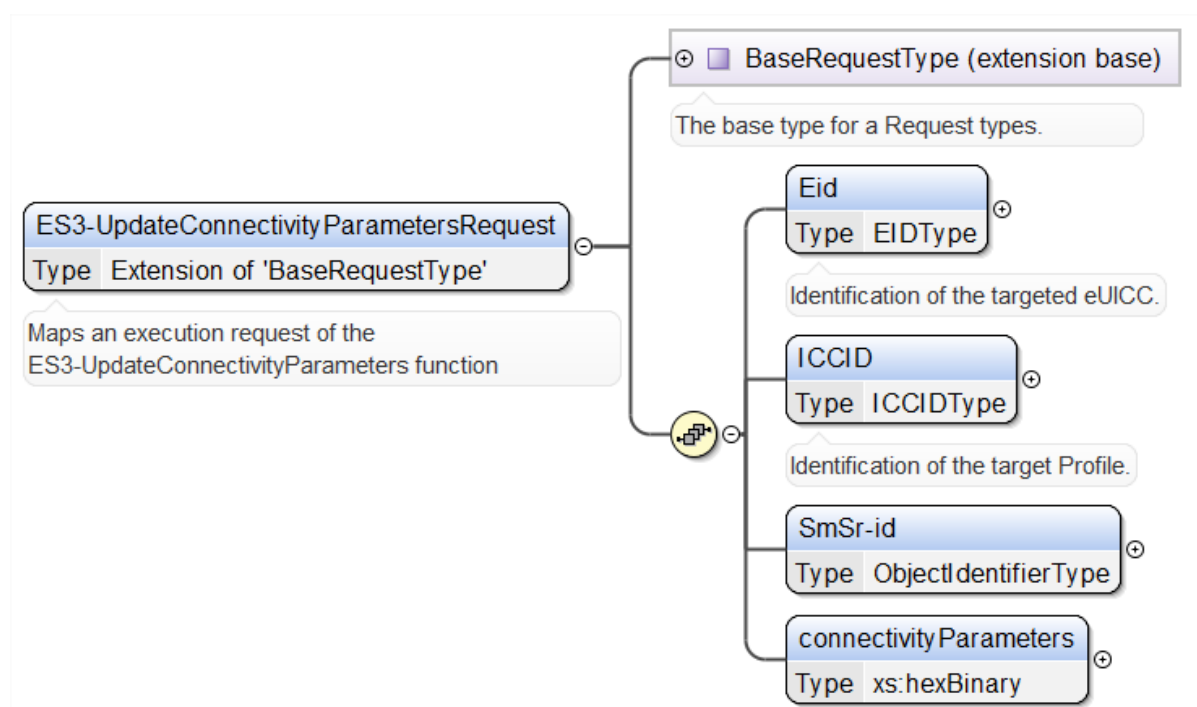 BaseRequestType (extension base)
The base type for a Request types.
ES3-UpdateConnectivityParametersRequest
Type Extension of 'BaseRequestType'
Maps an execution request of the
ES3-UpdateConnectivityParameters function
Eid
Type EIDType
Identification of the targeted eUICC.
ICCID
Type ICCIDType
Identification of the target Profile.
SmSr-id
Type ObjectIdentifierType
connectivityParameters
Type xs:hexBinary